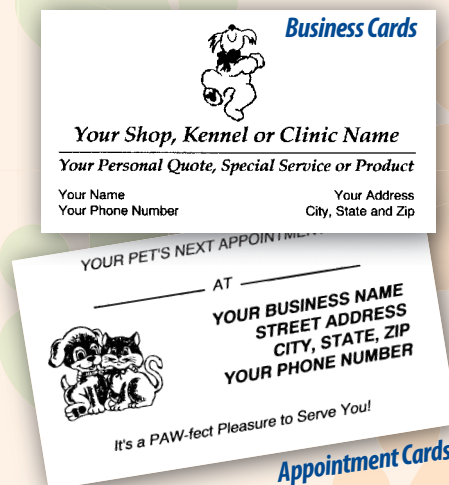 Business Cards
Your Shop, Kennel or Clinic Name
Your Personal Quote, Special Service or Product
Your Name Your Address
Your Phone Number City, State and Zip
YOUR PET'S NEXT
AT
YOUR BUSINESS NAME
STREET ADDRESS
CITY, STATE, ZIP
YOUR PHONE NUMBER
It's a PAW-fect Pleasure to Serve You!
Appointment Cards